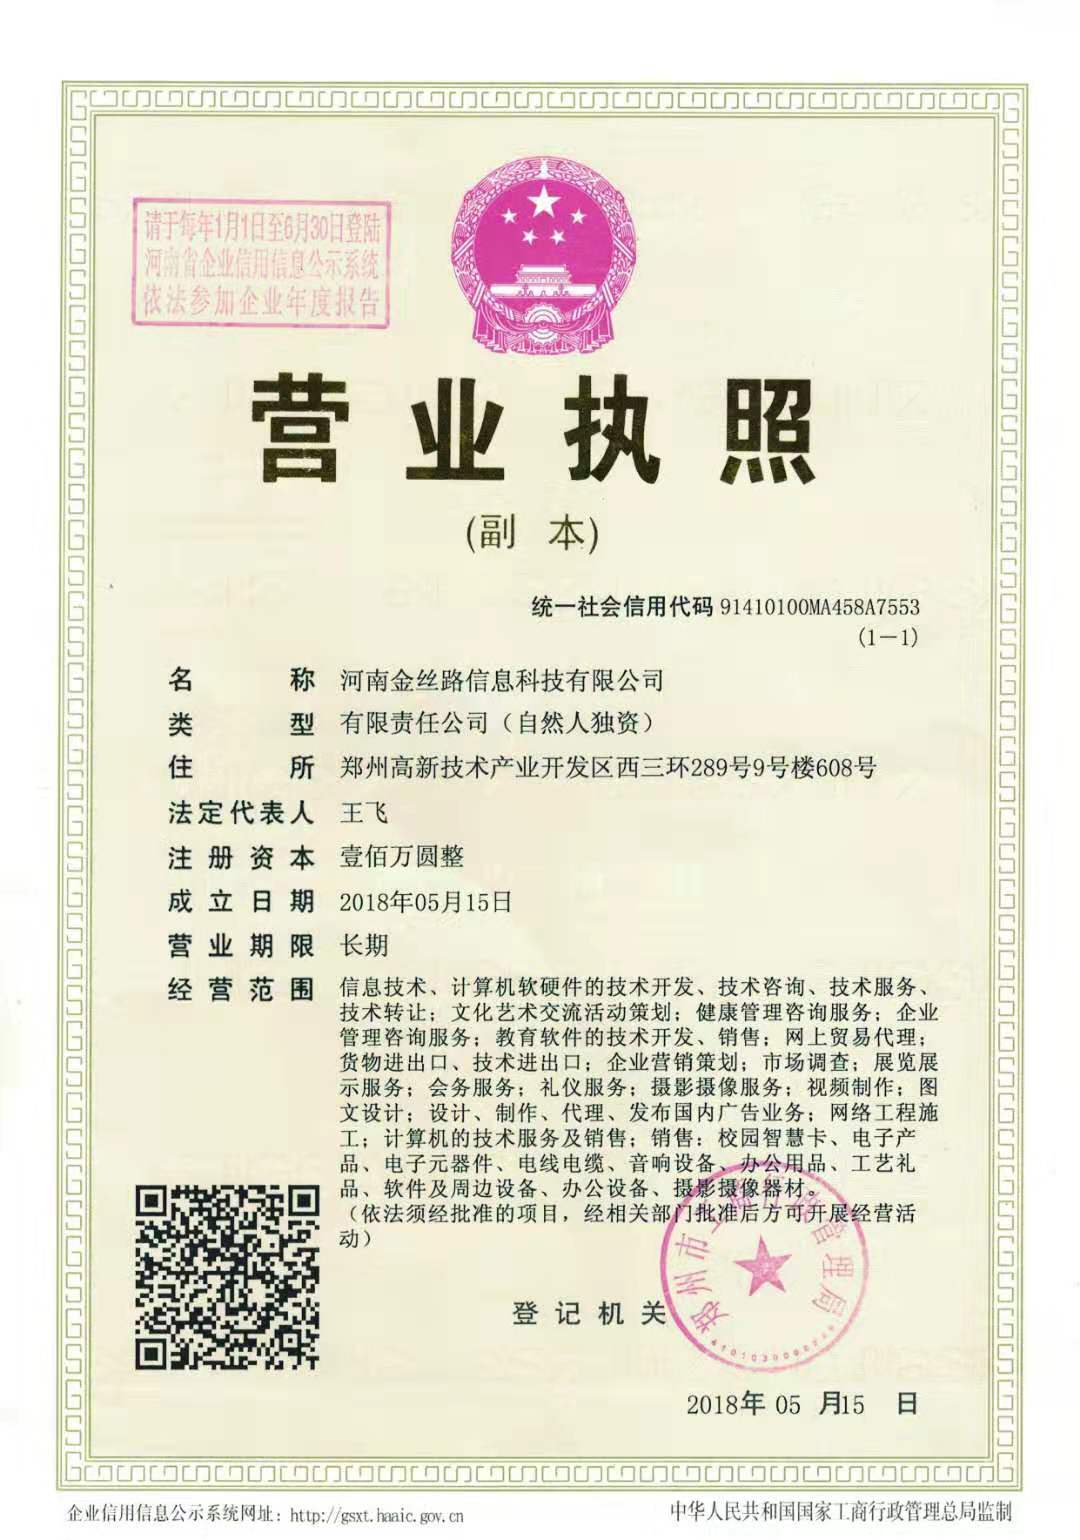 请于每年1月1日至6月30日登陆
河南省企业信用信息公示系统
依法参加企业年度报告
营业执照
(副 本)
统一社会信用代码 91410100MA458A7553
(1-1)
名 称 河南金丝路信息科技有限公司
类 型 有限责任公司（自然人独资）
住 所 郑州高新技术产业开发区西三环289号9号楼608号
法定代表人 王飞
注册资本 壹佰万圆整
成立日期 2018年05月15日
营业期限 长期
经营范围 信息技术、计算机软硬件的技术开发、技术咨询、技术服务、
技术转让；文化艺术交流活动策划；健康管理咨询服务；企业
管理咨询服务；教育软件的技术开发、销售；网上贸易代理；
货物进出口、技术进出口；企业营销策划；市场调查；展览展
示服务；会务服务；礼仪服务；摄影摄像服务；视频制作；图
文设计；设计、制作、代理、发布国内广告业务；网络工程施
工；计算机的技术服务及销售；销售：校园智慧卡、电子产
品、电子元器件、电线电缆、音响设备、办公用品、工艺礼
品、软件及周边设备、办公设备、摄影摄像器材。
（依法须经批准的项目，经相关部门批准后方可开展经营活
动）
登记机关
郑州市工商行政管理局
2018年 05 月15 日
企业信用信息公示系统网址：http://gsxt.haaic.gov.cn
中华人民共和国国家工商行政管理总局监制